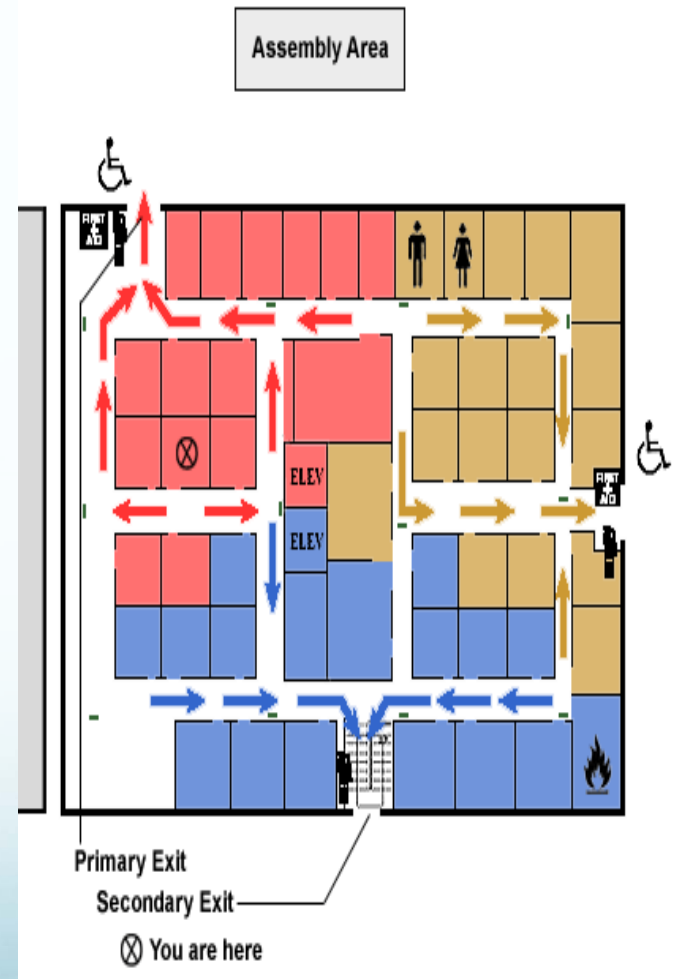 Assembly Area
FIRST
AID
ELEV
FIRST
AID
ELEV
Primary Exit
Secondary Exit
You are here